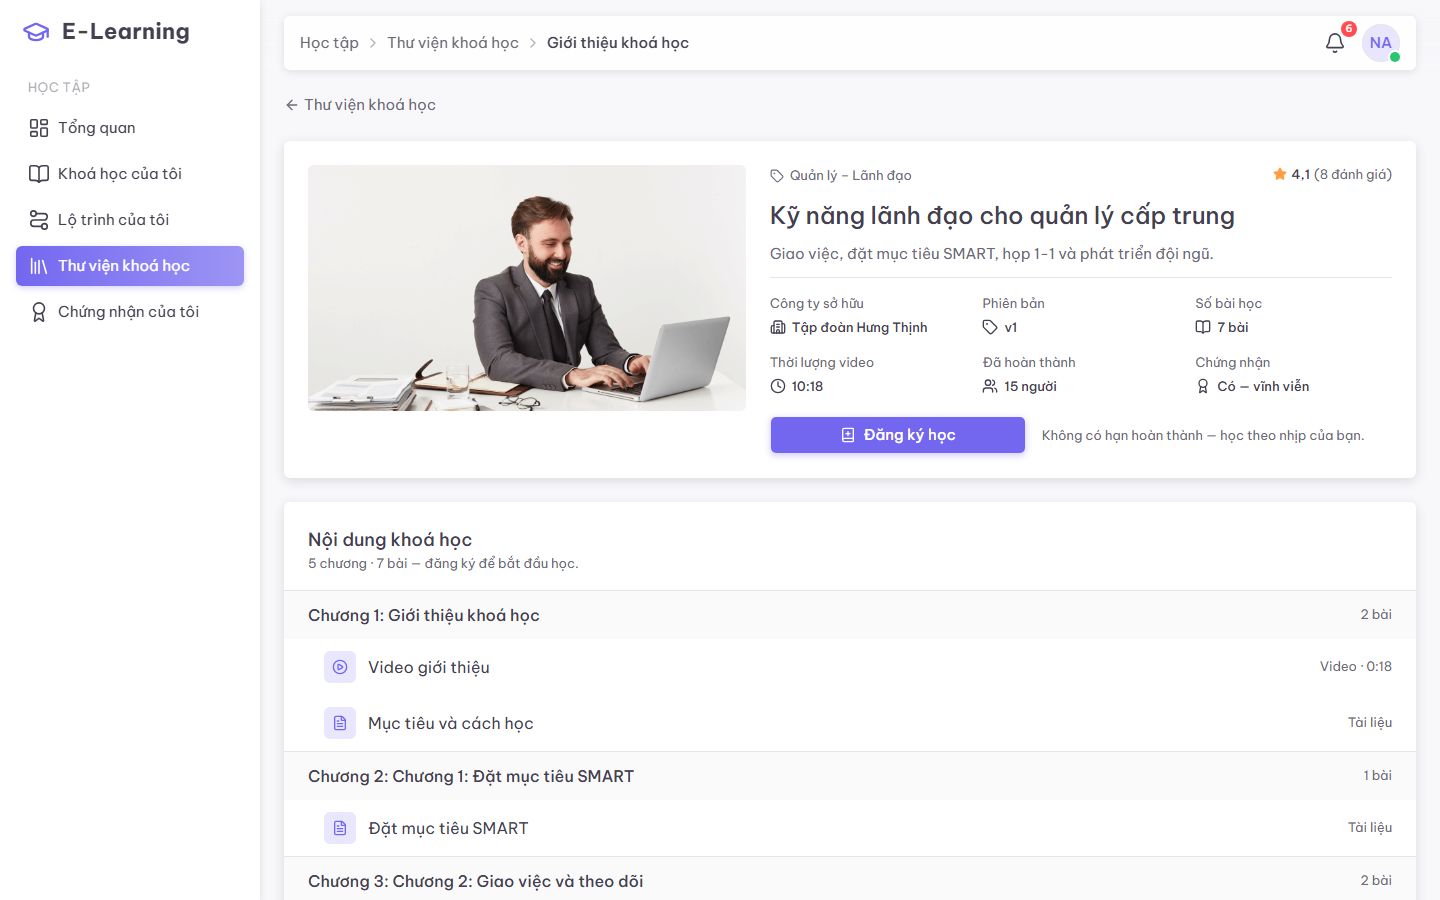 E-Learning
HỌC TẬP
Tổng quan
Khoá học của tôi
Lộ trình của tôi
Thư viện khoá học
Chứng nhận của tôi
Học tập
Thư viện khoá học
Giới thiệu khoá học
6
NA
Thư viện khoá học
Quản lý – Lãnh đạo
4,1 (8 đánh giá)
Kỹ năng lãnh đạo cho quản lý cấp trung
Giao việc, đặt mục tiêu SMART, họp 1-1 và phát triển đội ngũ.
Công ty sở hữu
Tập đoàn Hưng Thịnh
Phiên bản
v1
Số bài học
7 bài
Thời lượng video
10:18
Đã hoàn thành
15 người
Chứng nhận
Có — vĩnh viễn
Đăng ký học
Không có hạn hoàn thành — học theo nhịp của bạn.
Nội dung khoá học
5 chương · 7 bài — đăng ký để bắt đầu học.
Chương 1: Giới thiệu khoá học
2 bài
Video giới thiệu
Video · 0:18
Mục tiêu và cách học
Tài liệu
Chương 2: Chương 1: Đặt mục tiêu SMART
1 bài
Đặt mục tiêu SMART
Tài liệu
Chương 3: Chương 2: Giao việc và theo dõi
2 bài